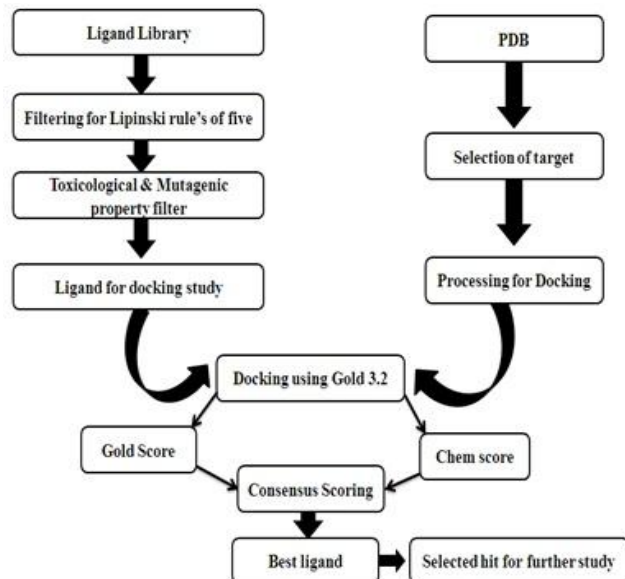 Ligand Library
Filtering for Lipinski rule's of five
Toxicological & Mutagenic
property filter
Ligand for docking study
PDB
Selection of target
Processing for Docking
Docking using Gold 3.2
Gold Score
Chem score
Consensus Scoring
Best ligand
Selected hit for further study